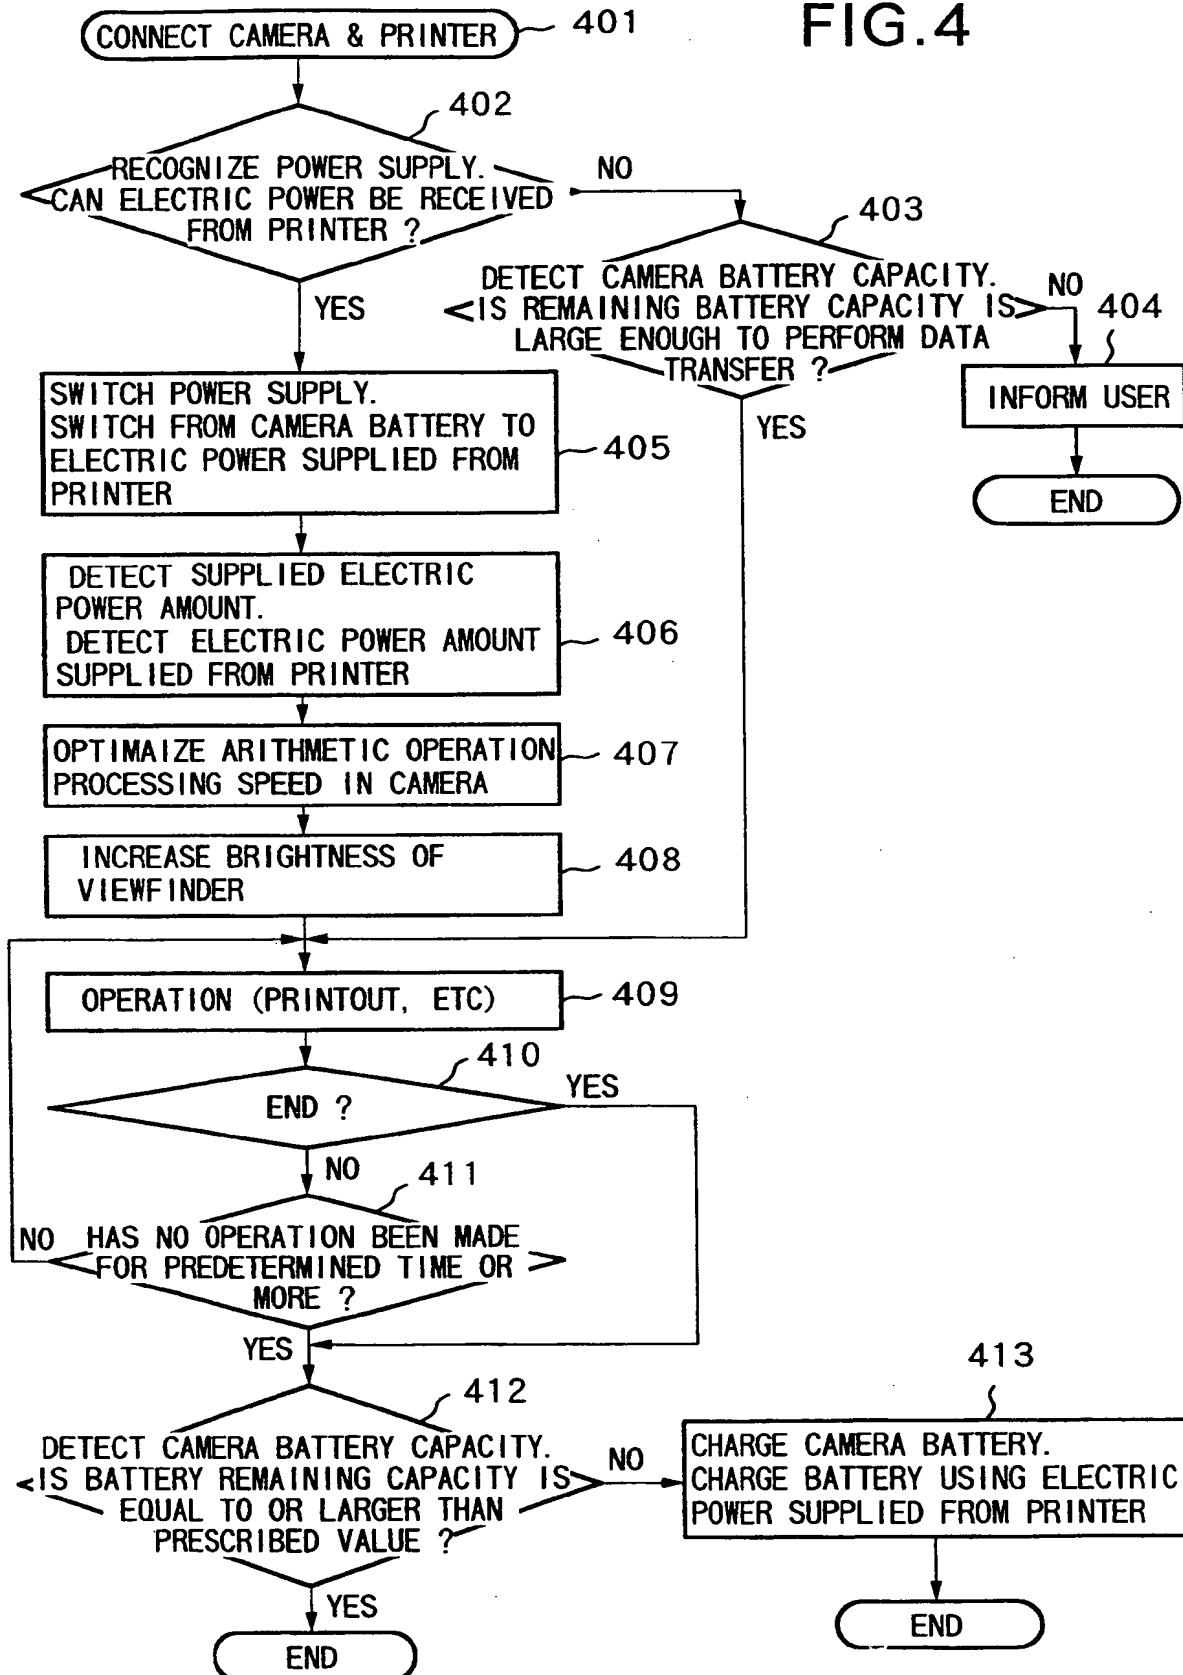 FIG.4
CONNECT CAMERA & PRINTER
401
402
RECOGNIZE POWER SUPPLY.
CAN ELECTRIC POWER BE RECEIVED
FROM PRINTER ?
NO
YES
403
DETECT CAMERA BATTERY CAPACITY.
IS REMAINING BATTERY CAPACITY IS
LARGE ENOUGH TO PERFORM DATA
TRANSFER ?
NO
YES
404
INFORM USER
END
SWITCH POWER SUPPLY.
SWITCH FROM CAMERA BATTERY TO
ELECTRIC POWER SUPPLIED FROM
PRINTER
405
DETECT SUPPLIED ELECTRIC
POWER AMOUNT.
DETECT ELECTRIC POWER AMOUNT
SUPPLIED FROM PRINTER
406
OPTIMAIZE ARITHMETIC OPERATION
PROCESSING SPEED IN CAMERA
407
INCREASE BRIGHTNESS OF
VIEWFINDER
408
OPERATION (PRINTOUT, ETC)
409
410
END ?
YES
NO
411
HAS NO OPERATION BEEN MADE
FOR PREDETERMINED TIME OR
MORE ?
NO
YES
412
DETECT CAMERA BATTERY CAPACITY.
IS BATTERY REMAINING CAPACITY IS
EQUAL TO OR LARGER THAN
PRESCRIBED VALUE ?
NO
YES
END
413
CHARGE CAMERA BATTERY.
CHARGE BATTERY USING ELECTRIC
POWER SUPPLIED FROM PRINTER
END